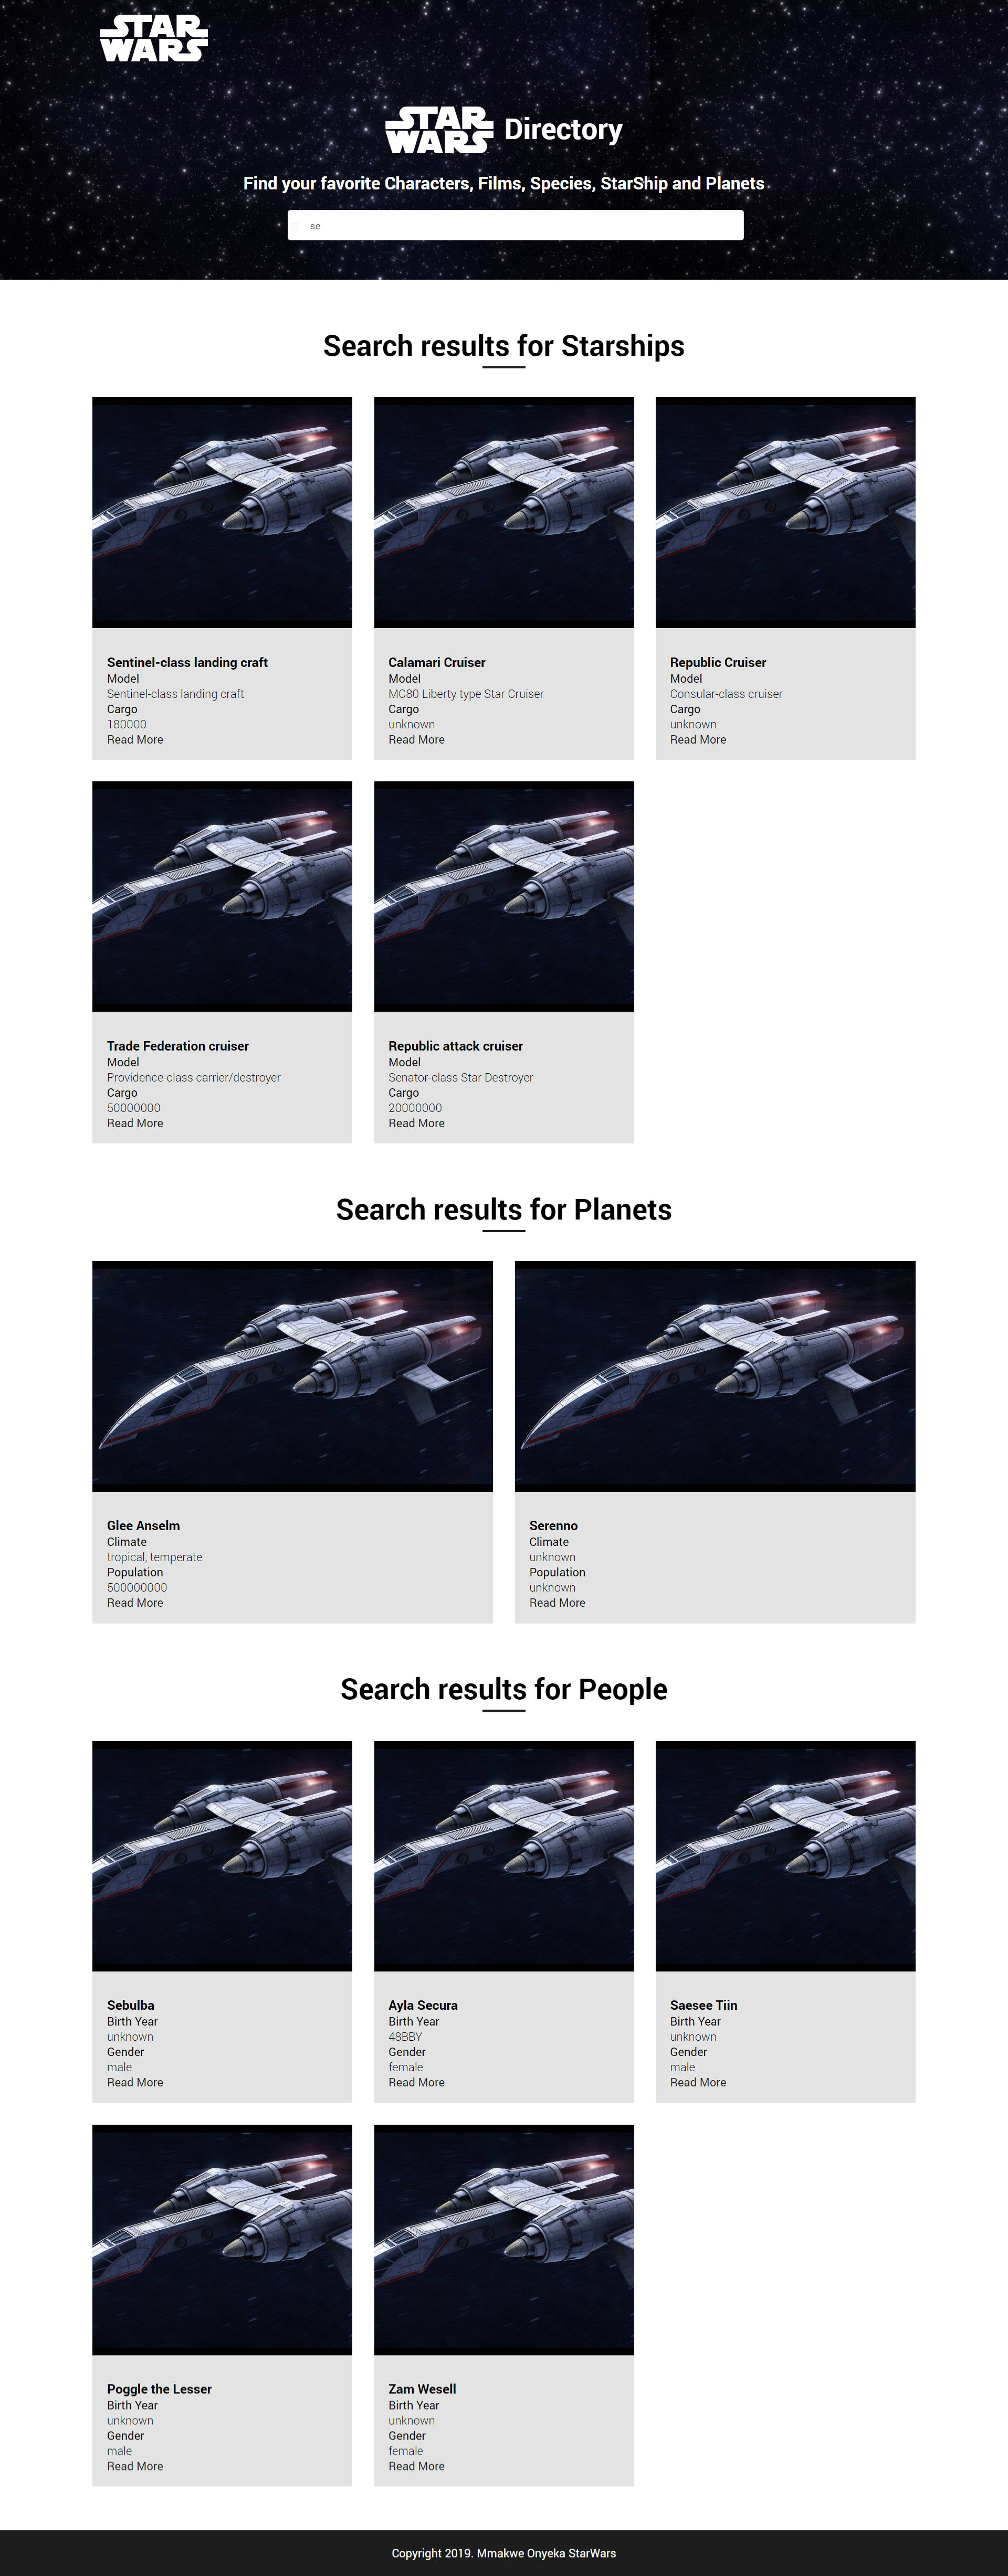 STAR
WARS
STAR
WARS
Directory
Find your favorite Characters, Films, Species, StarShip and Planets
se
Search results for Starships
Sentinel-class landing craft
Model
Sentinel-class landing craft
Cargo
180000
Read More
Calamari Cruiser
Model
MC80 Liberty type Star Cruiser
Cargo
unknown
Read More
Republic Cruiser
Model
Consular-class cruiser
Cargo
unknown
Read More
Trade Federation cruiser
Model
Providence-class carrier/destroyer
Cargo
50000000
Read More
Republic attack cruiser
Model
Senator-class Star Destroyer
Cargo
20000000
Read More
Search results for Planets
Glee Anselm
Climate
tropical, temperate
Population
500000000
Read More
Serenno
Climate
unknown
Population
unknown
Read More
Search results for People
Sebulba
Birth Year
unknown
Gender
male
Read More
Ayla Secura
Birth Year
48BBY
Gender
female
Read More
Saesee Tiin
Birth Year
unknown
Gender
male
Read More
Poggle the Lesser
Birth Year
unknown
Gender
male
Read More
Zam Wesell
Birth Year
unknown
Gender
female
Read More
Copyright 2019. Mmakwe Onyeka StarWars